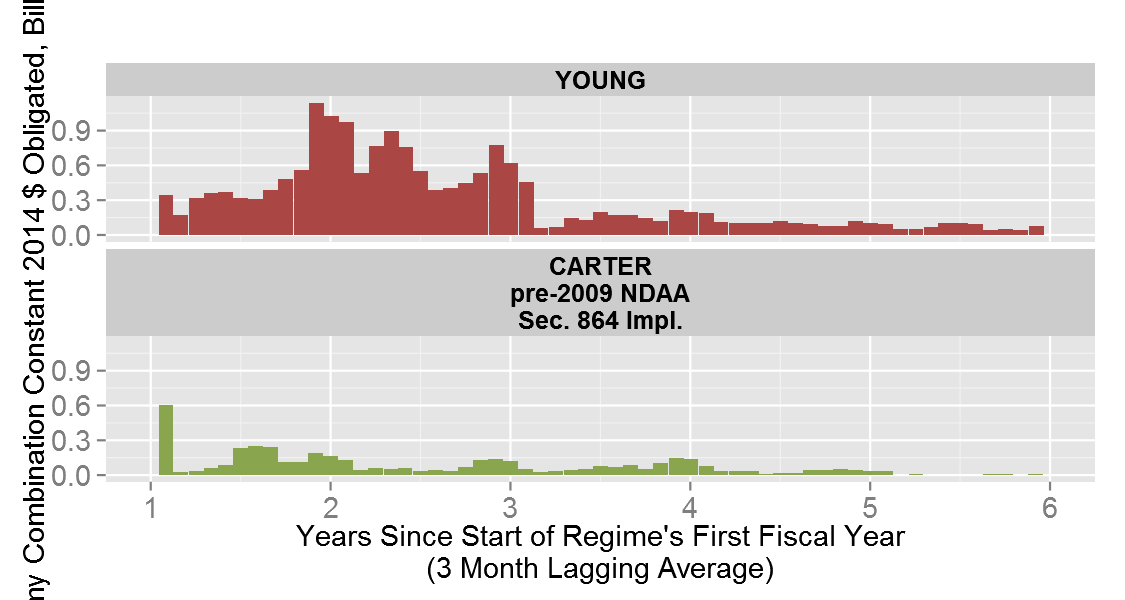 ny Combination Constant 2014 $ Obligated, Bill
YOUNG
0.9
0.6
0.3
0.0
CARTER
pre-2009 NDAA
Sec. 864 Impl.
0.9
0.6
0.3
0.0
1 2 3 4 5 6
Years Since Start of Regime's First Fiscal Year
(3 Month Lagging Average)